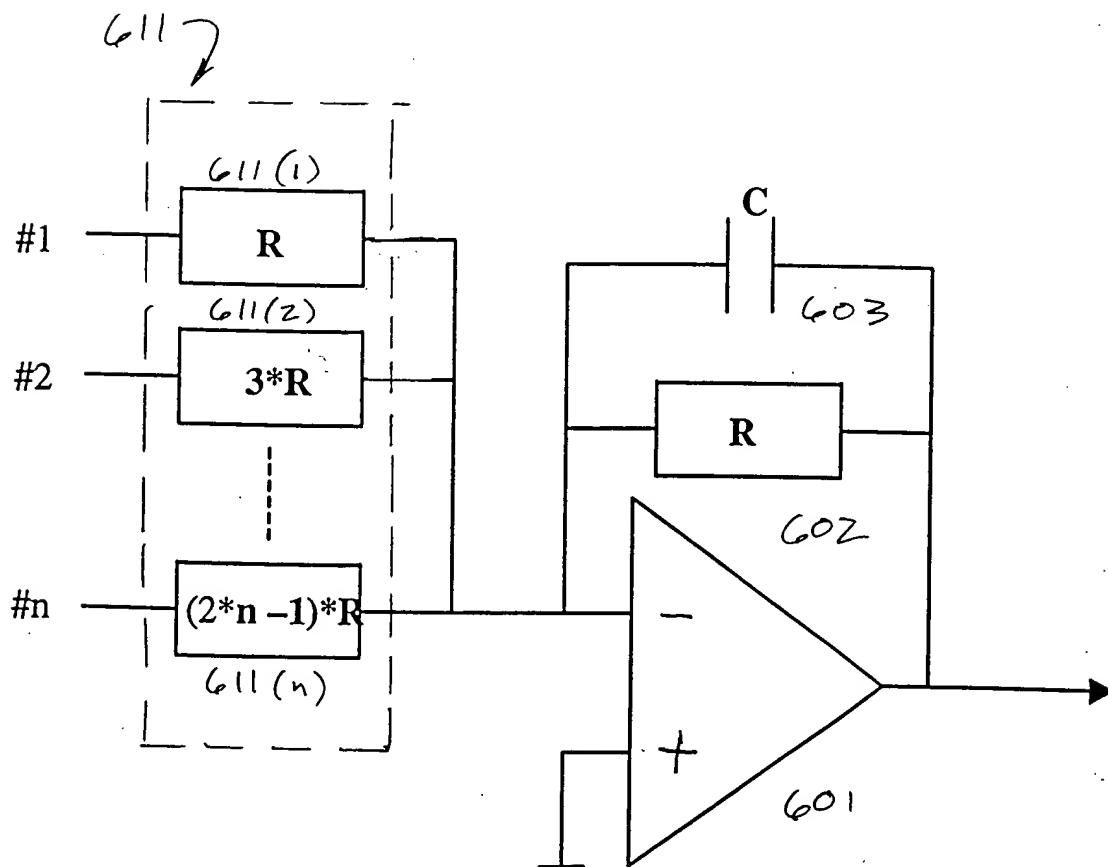 611
611(1)
#1
R
611(2)
#2
3*R
#n
(2*n –1)*R
611(n)
C
603
R
602
−
+
601